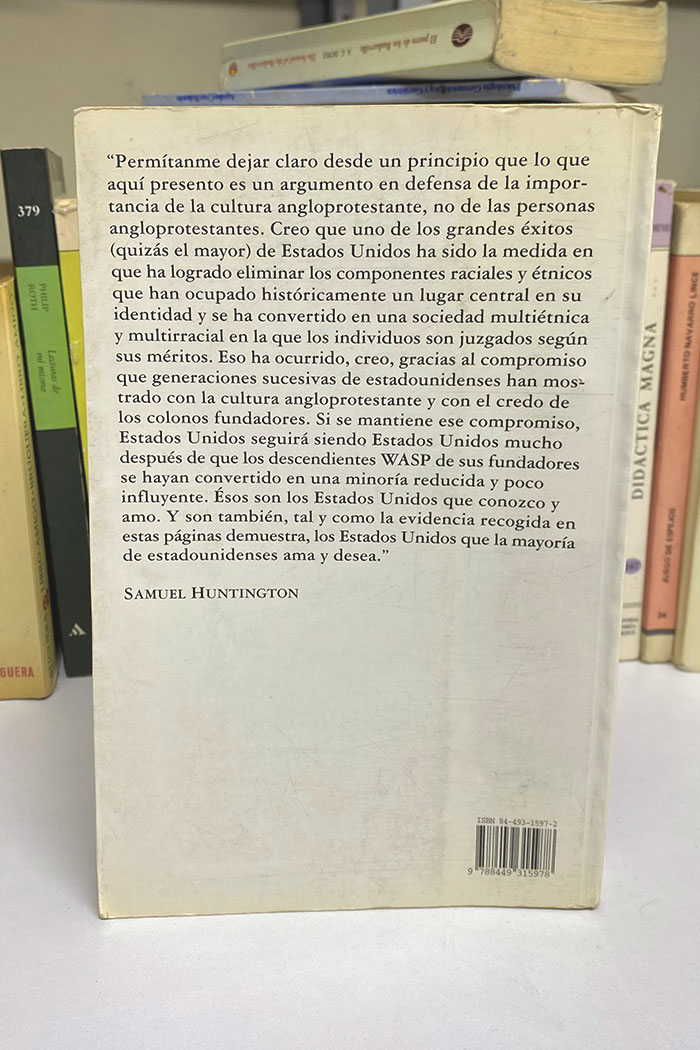 El perro de los Baskerville
A. C. DOYLE
“Permítanme dejar claro desde un principio que lo que
aquí presento es un argumento en defensa de la impor-
tancia de la cultura angloprotestante, no de las personas
angloprotestantes. Creo que uno de los grandes éxitos
(quizás el mayor) de Estados Unidos ha sido la medida en
que ha logrado eliminar los componentes raciales y étnicos
que han ocupado históricamente un lugar central en su
identidad y se ha convertido en una sociedad multiétnica
y multirracial en la que los individuos son juzgados según
sus méritos. Eso ha ocurrido, creo, gracias al compromiso
que generaciones sucesivas de estadounidenses han mos-
trado con la cultura angloprotestante y con el credo de
los colonos fundadores. Si se mantiene ese compromiso,
Estados Unidos seguirá siendo Estados Unidos mucho
después de que los descendientes WASP de sus fundadores
se hayan convertido en una minoría reducida y poco
influyente. Ésos son los Estados Unidos que conozco y
amo. Y son también, tal y como la evidencia recogida en
estas páginas demuestra, los Estados Unidos que la mayoría
de estadounidenses ama y desea.”
SAMUEL HUNTINGTON
ISBN 84-493-1597-2
9 788449 315978
379
PHILIP
ROTH
Lecturas de
mí mismo
GUERA
DIDACTICA MAGNA
HUMBERTO NAVARRO LINCE
JUEGO DE ESPEJOS
34